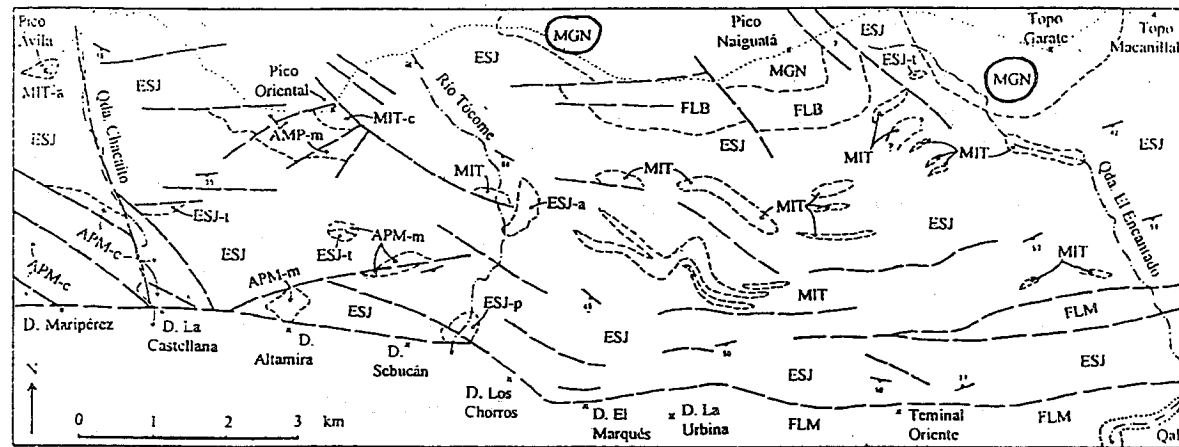 Pico
Ávila
MIT-a
ESJ
Qda. Chacaíto
ESJ
Pico
Oriental
MIT-c
AMP-m
Río Tócome
ESJ
MGN
Pico
Naiguatá
MGN
FLB
FLB
ESJ
ESJ
ESJ-t
Topo
Garate
Topo
Macanillal
MGN
ESJ
MIT
MIT
MIT
MIT
MIT
ESJ-a
ESJ
ESJ-t
ESJ
APM-c
APM-c
ESJ-t
APM-m
APM-m
ESJ
ESJ-p
MIT
MIT
Qda. El Encantado
FLM
ESJ
ESJ
ESJ
D. Maripérez
D. La
Castellana
D.
Altamira
D.
Sebucán
D. Los
Chorros
D. El
Marqués
D. La
Urbina
FLM
Teminal
Oriente
FLM
Qal
0 1 2 3 km